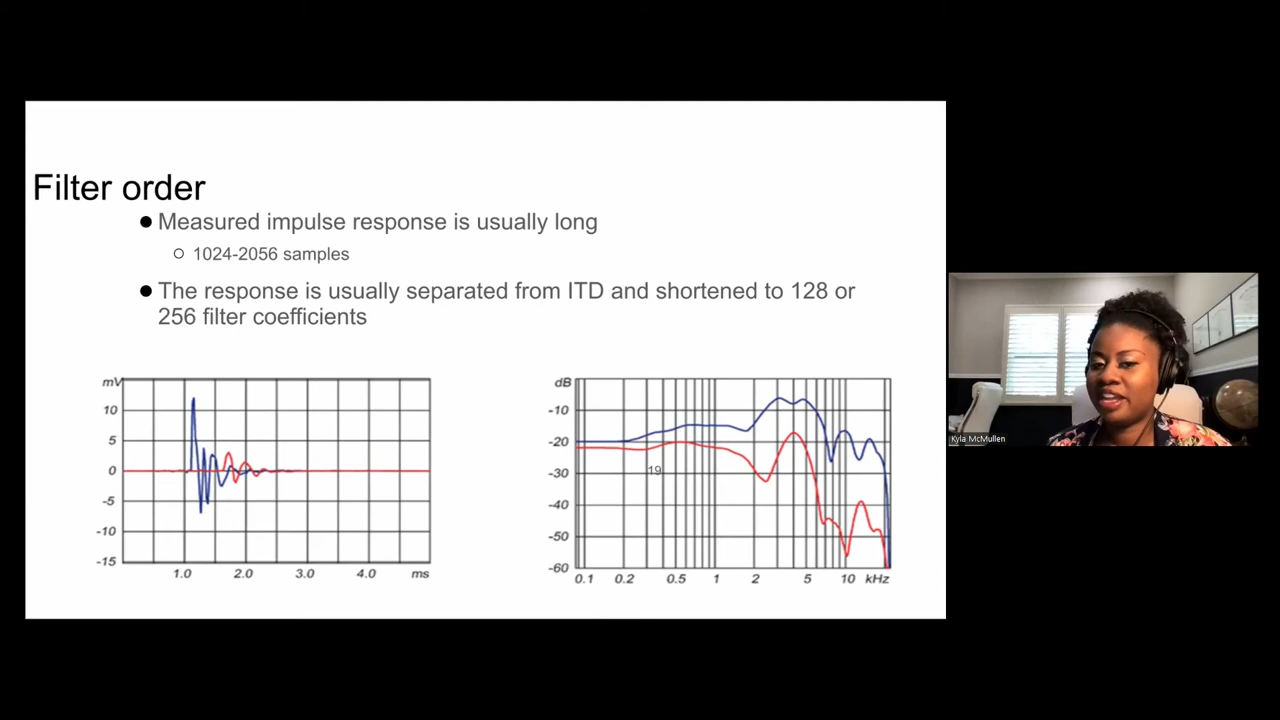 Filter order
● Measured impulse response is usually long
○ 1024-2056 samples
● The response is usually separated from ITD and shortened to 128 or
256 filter coefficients
mV
10
5
0
-5
-10
-15
1.0 2.0 3.0 4.0 ms
dB
-10
-20
-30
-40
-50
-60
19
0.1 0.2 0.5 1 2 5 10 kHz
Kyla McMullen